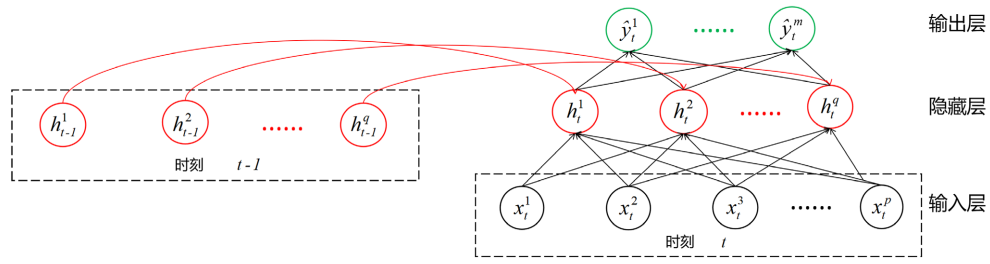 ŷ_t^1 …… ŷ_t^m 输出层
h_{t-1}^1 h_{t-1}^2 …… h_{t-1}^q h_t^1 h_t^2 …… h_t^q 隐藏层
时刻 t-1
x_t^1 x_t^2 x_t^3 …… x_t^p 输入层
时刻 t